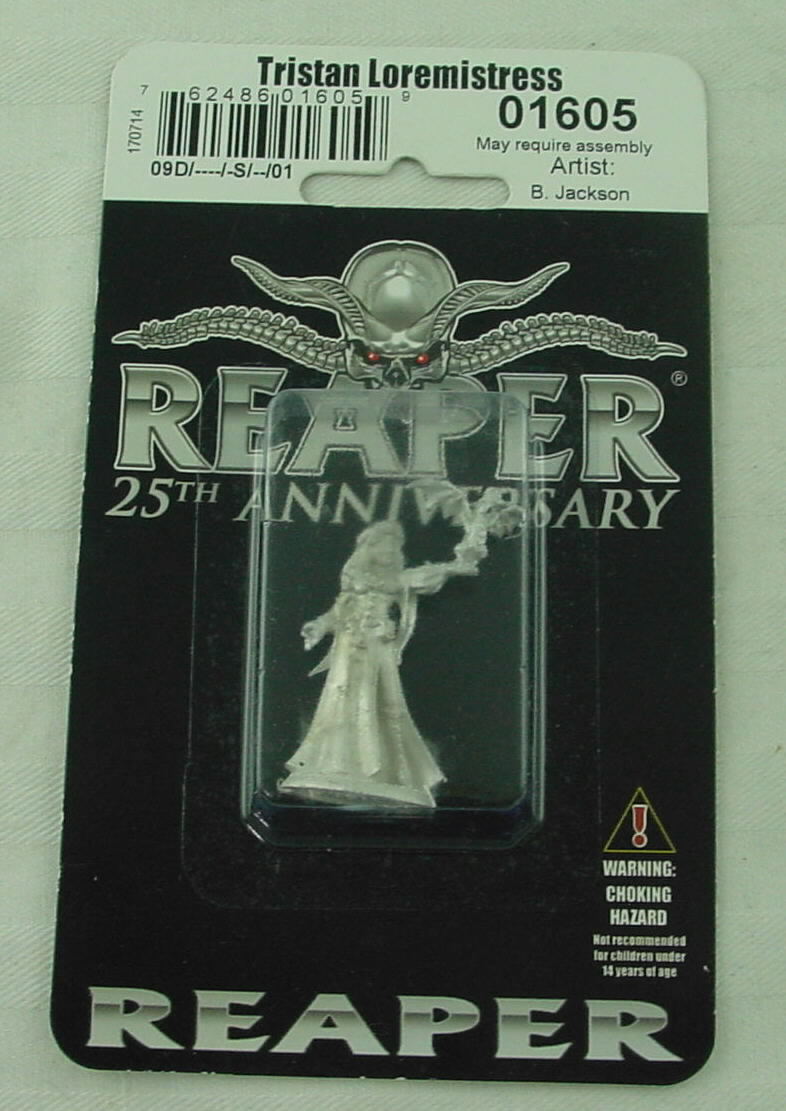 Tristan Loremistress
7 62486 01605 9
170714
01605
May require assembly
09D/----/-S/--/01
Artist:
B. Jackson
REAPER®
25TH ANNIVERSARY
WARNING:
CHOKING
HAZARD
Not recommended
for children under
14 years of age
REAPER